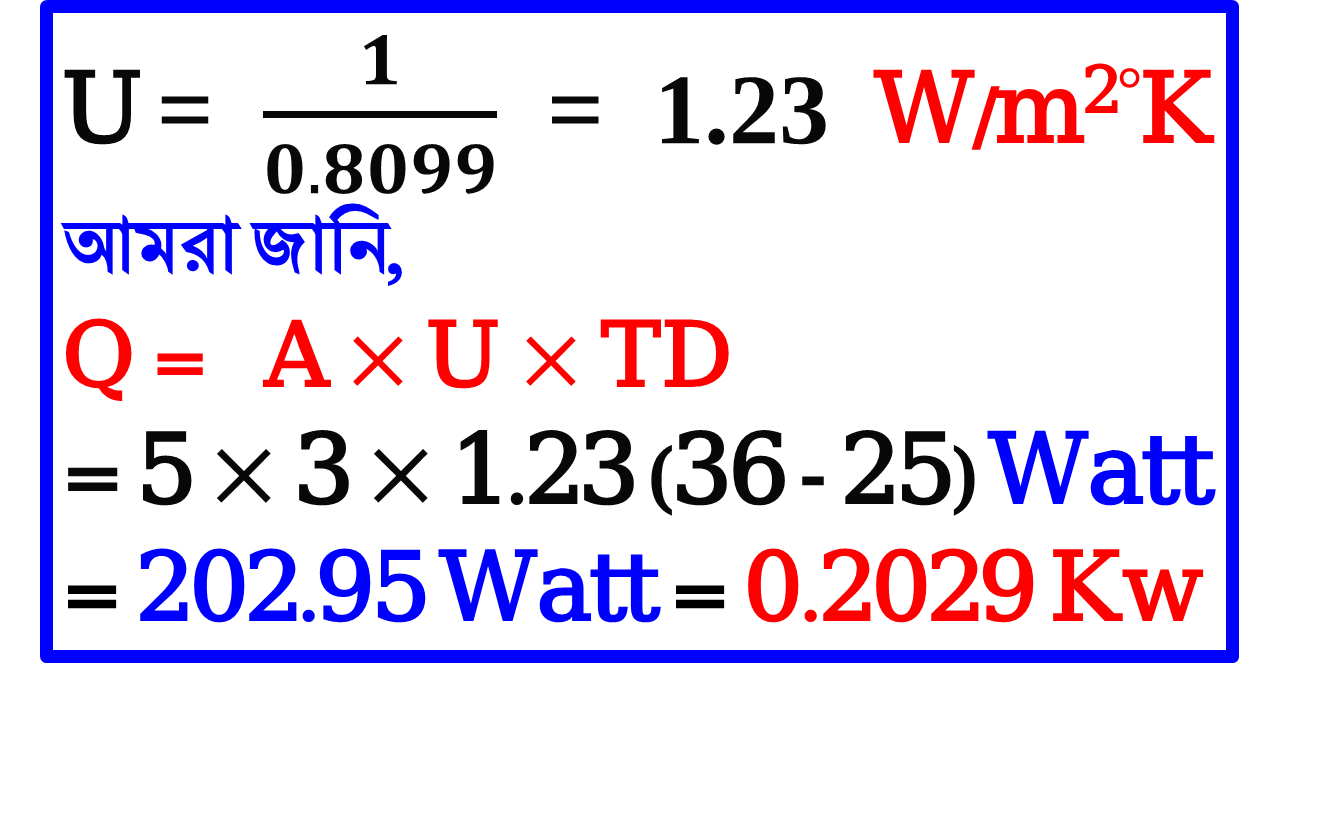 U = 1/0.8099 = 1.23 W/m²°K
আমরা জানি,
Q = A × U × TD
= 5 × 3 × 1.23 (36 - 25) Watt
= 202.95 Watt = 0.2029 Kw